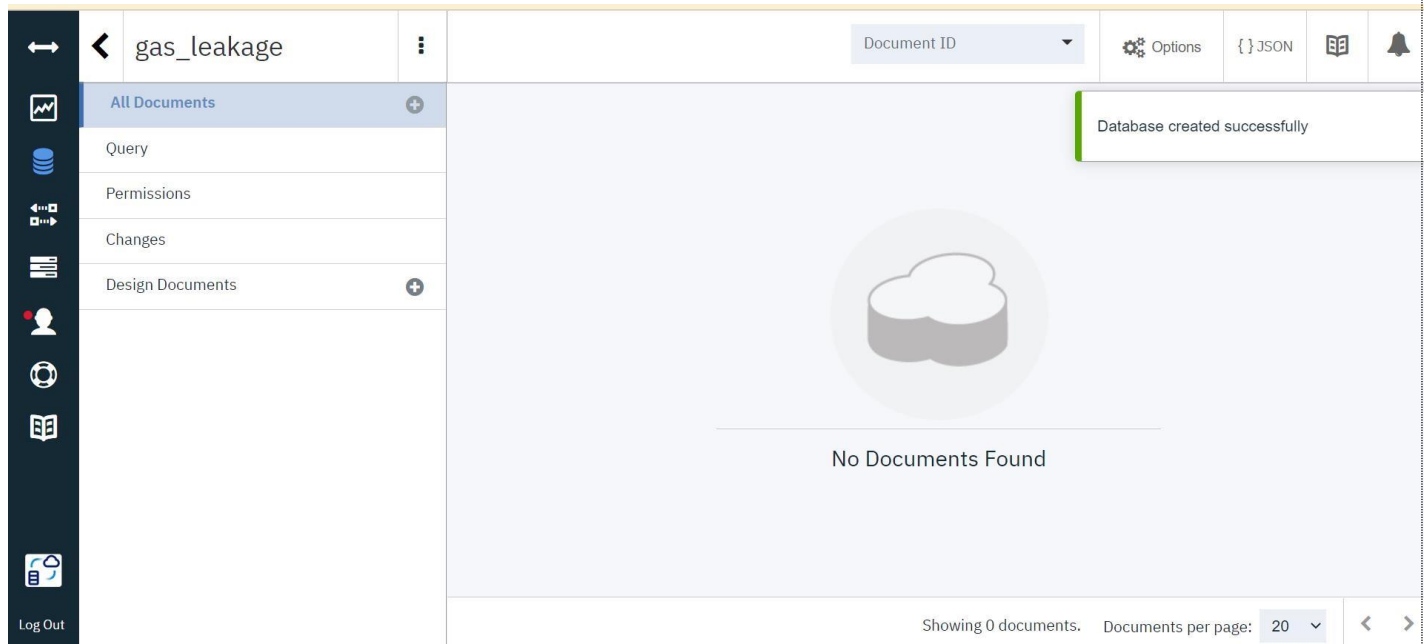 gas_leakage
Document ID
Options
{ } JSON
All Documents
Query
Permissions
Changes
Design Documents
Database created successfully
No Documents Found
Log Out
Showing 0 documents. Documents per page: 20